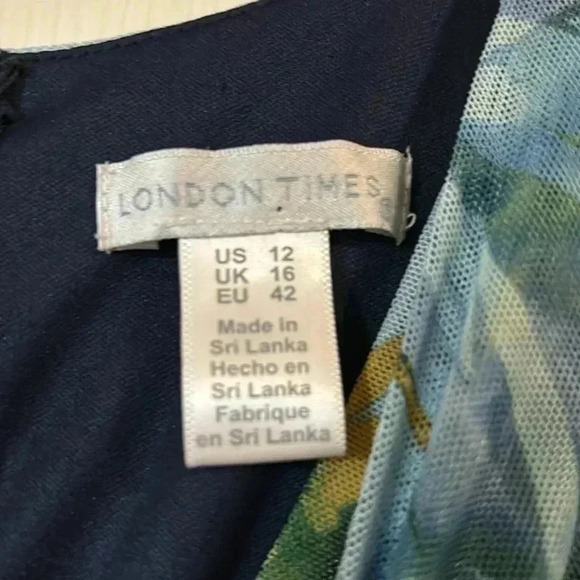 LONDON TIMES
US 12
UK 16
EU 42
Made in
Sri Lanka
Hecho en
Sri Lanka
Fabrique
en Sri Lanka